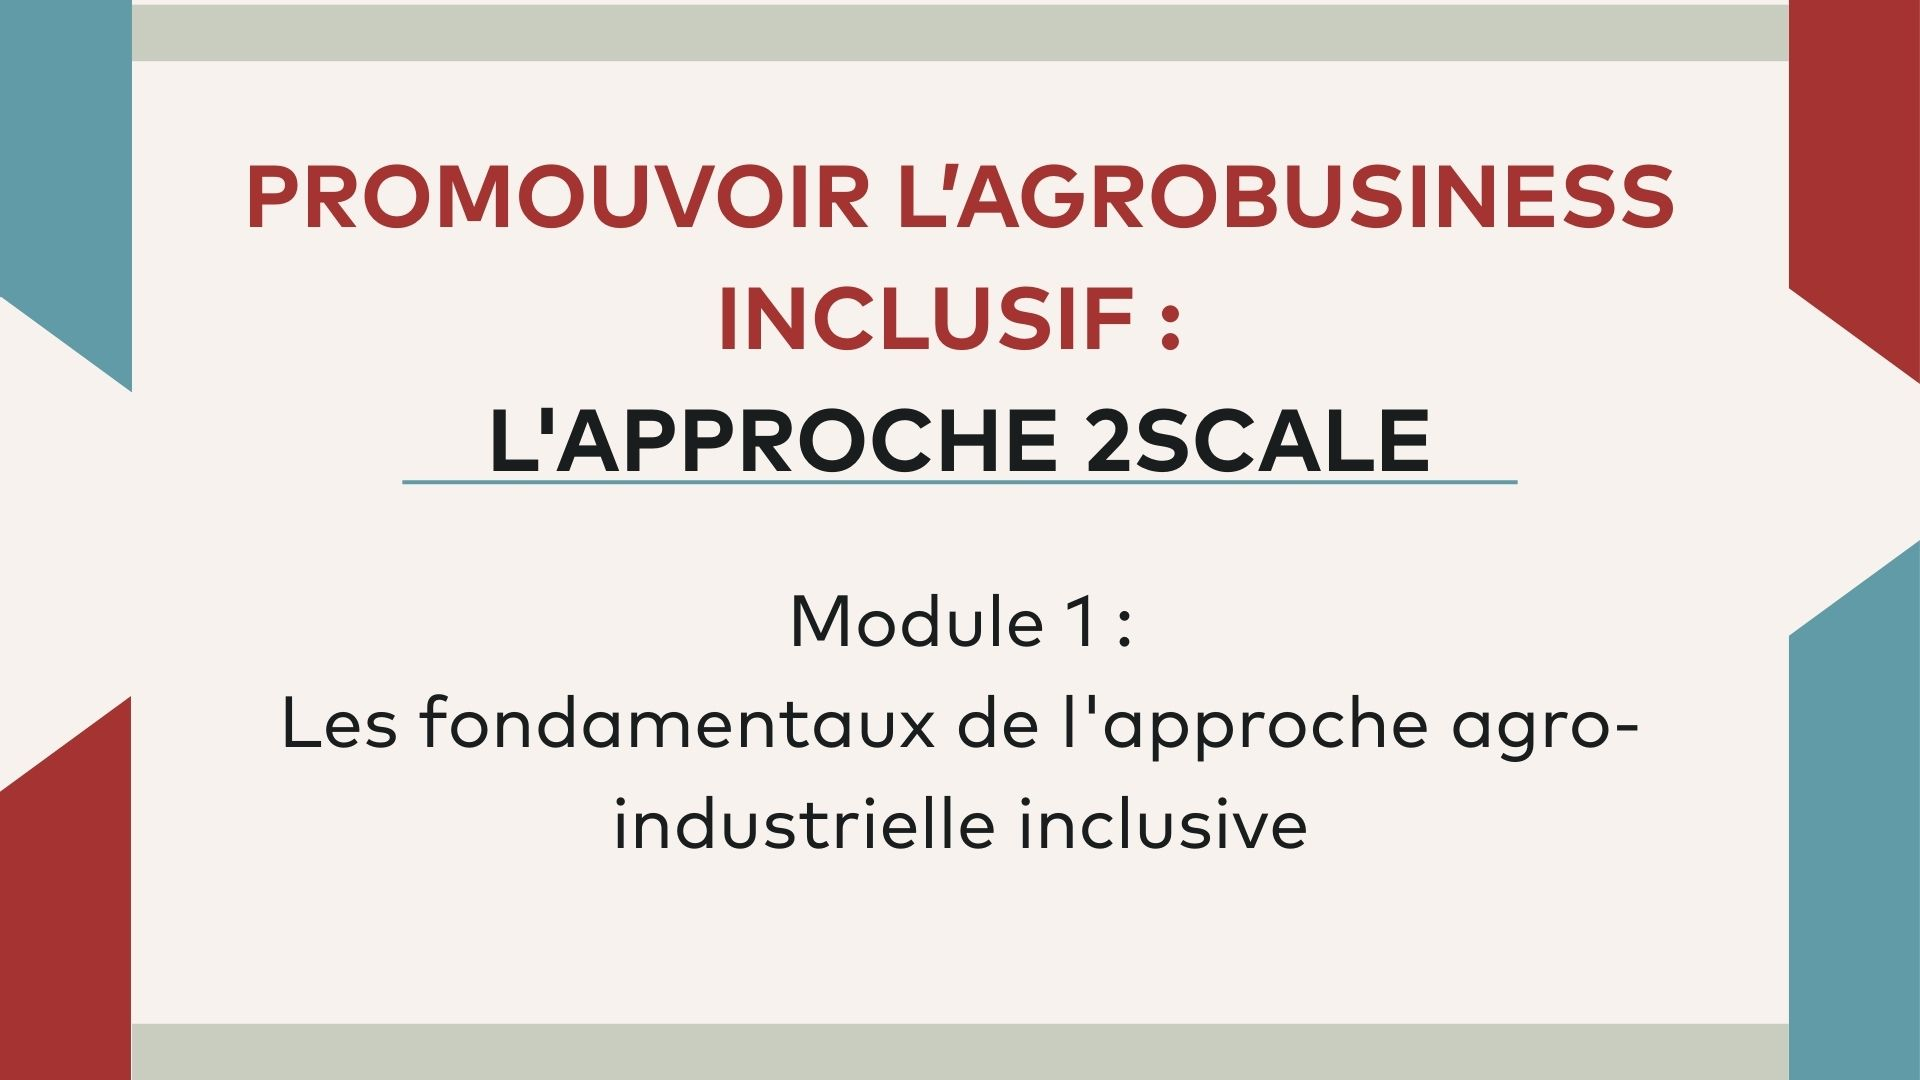 PROMOUVOIR L’AGROBUSINESS
INCLUSIF :
L'APPROCHE 2SCALE
Module 1 :
Les fondamentaux de l'approche agro-
industrielle inclusive